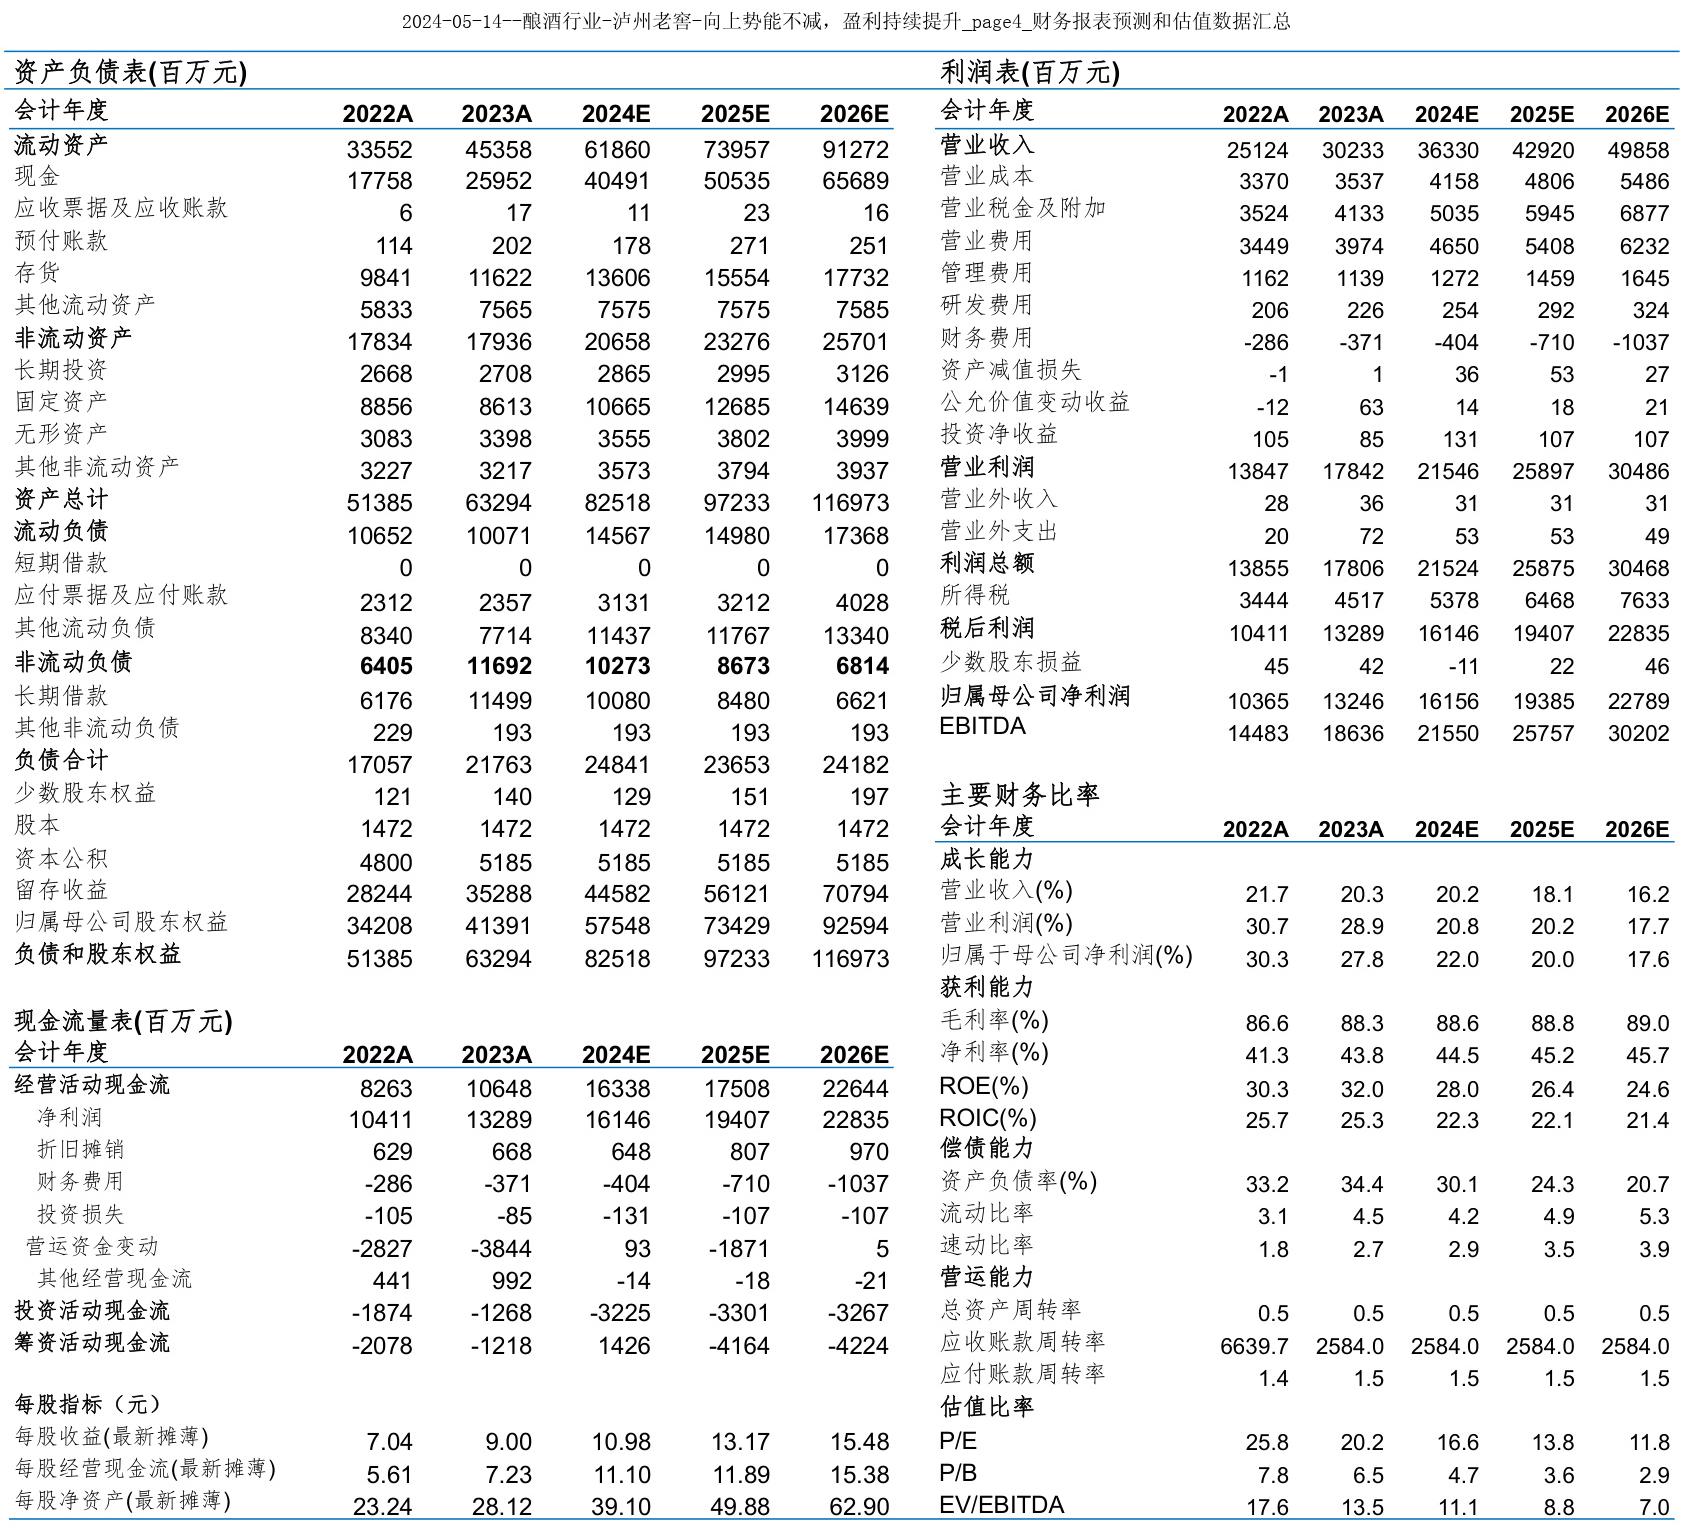 2024-05-14--酿酒行业-泸州老窖-向上势能不减，盈利持续提升_page4_财务报表预测和估值数据汇总
资产负债表(百万元)
会计年度 2022A 2023A 2024E 2025E 2026E
流动资产 33552 45358 61860 73957 91272
现金 17758 25952 40491 50535 65689
应收票据及应收账款 6 17 11 23 16
预付账款 114 202 178 271 251
存货 9841 11622 13606 15554 17732
其他流动资产 5833 7565 7575 7575 7585
非流动资产 17834 17936 20658 23276 25701
长期投资 2668 2708 2865 2995 3126
固定资产 8856 8613 10665 12685 14639
无形资产 3083 3398 3555 3802 3999
其他非流动资产 3227 3217 3573 3794 3937
资产总计 51385 63294 82518 97233 116973
流动负债 10652 10071 14567 14980 17368
短期借款 0 0 0 0 0
应付票据及应付账款 2312 2357 3131 3212 4028
其他流动负债 8340 7714 11437 11767 13340
非流动负债 6405 11692 10273 8673 6814
长期借款 6176 11499 10080 8480 6621
其他非流动负债 229 193 193 193 193
负债合计 17057 21763 24841 23653 24182
少数股东权益 121 140 129 151 197
股本 1472 1472 1472 1472 1472
资本公积 4800 5185 5185 5185 5185
留存收益 28244 35288 44582 56121 70794
归属母公司股东权益 34208 41391 57548 73429 92594
负债和股东权益 51385 63294 82518 97233 116973
现金流量表(百万元)
会计年度 2022A 2023A 2024E 2025E 2026E
经营活动现金流 8263 10648 16338 17508 22644
净利润 10411 13289 16146 19407 22835
折旧摊销 629 668 648 807 970
财务费用 -286 -371 -404 -710 -1037
投资损失 -105 -85 -131 -107 -107
营运资金变动 -2827 -3844 93 -1871 5
其他经营现金流 441 992 -14 -18 -21
投资活动现金流 -1874 -1268 -3225 -3301 -3267
筹资活动现金流 -2078 -1218 1426 -4164 -4224
每股指标（元）
每股收益(最新摊薄) 7.04 9.00 10.98 13.17 15.48
每股经营现金流(最新摊薄) 5.61 7.23 11.10 11.89 15.38
每股净资产(最新摊薄) 23.24 28.12 39.10 49.88 62.90
利润表(百万元)
会计年度 2022A 2023A 2024E 2025E 2026E
营业收入 25124 30233 36330 42920 49858
营业成本 3370 3537 4158 4806 5486
营业税金及附加 3524 4133 5035 5945 6877
营业费用 3449 3974 4650 5408 6232
管理费用 1162 1139 1272 1459 1645
研发费用 206 226 254 292 324
财务费用 -286 -371 -404 -710 -1037
资产减值损失 -1 1 36 53 27
公允价值变动收益 -12 63 14 18 21
投资净收益 105 85 131 107 107
营业利润 13847 17842 21546 25897 30486
营业外收入 28 36 31 31 31
营业外支出 20 72 53 53 49
利润总额 13855 17806 21524 25875 30468
所得税 3444 4517 5378 6468 7633
税后利润 10411 13289 16146 19407 22835
少数股东损益 45 42 -11 22 46
归属母公司净利润 10365 13246 16156 19385 22789
EBITDA 14483 18636 21550 25757 30202
主要财务比率
会计年度 2022A 2023A 2024E 2025E 2026E
成长能力
营业收入(%) 21.7 20.3 20.2 18.1 16.2
营业利润(%) 30.7 28.9 20.8 20.2 17.7
归属于母公司净利润(%) 30.3 27.8 22.0 20.0 17.6
获利能力
毛利率(%) 86.6 88.3 88.6 88.8 89.0
净利率(%) 41.3 43.8 44.5 45.2 45.7
ROE(%) 30.3 32.0 28.0 26.4 24.6
ROIC(%) 25.7 25.3 22.3 22.1 21.4
偿债能力
资产负债率(%) 33.2 34.4 30.1 24.3 20.7
流动比率 3.1 4.5 4.2 4.9 5.3
速动比率 1.8 2.7 2.9 3.5 3.9
营运能力
总资产周转率 0.5 0.5 0.5 0.5 0.5
应收账款周转率 6639.7 2584.0 2584.0 2584.0 2584.0
应付账款周转率 1.4 1.5 1.5 1.5 1.5
估值比率
P/E 25.8 20.2 16.6 13.8 11.8
P/B 7.8 6.5 4.7 3.6 2.9
EV/EBITDA 17.6 13.5 11.1 8.8 7.0